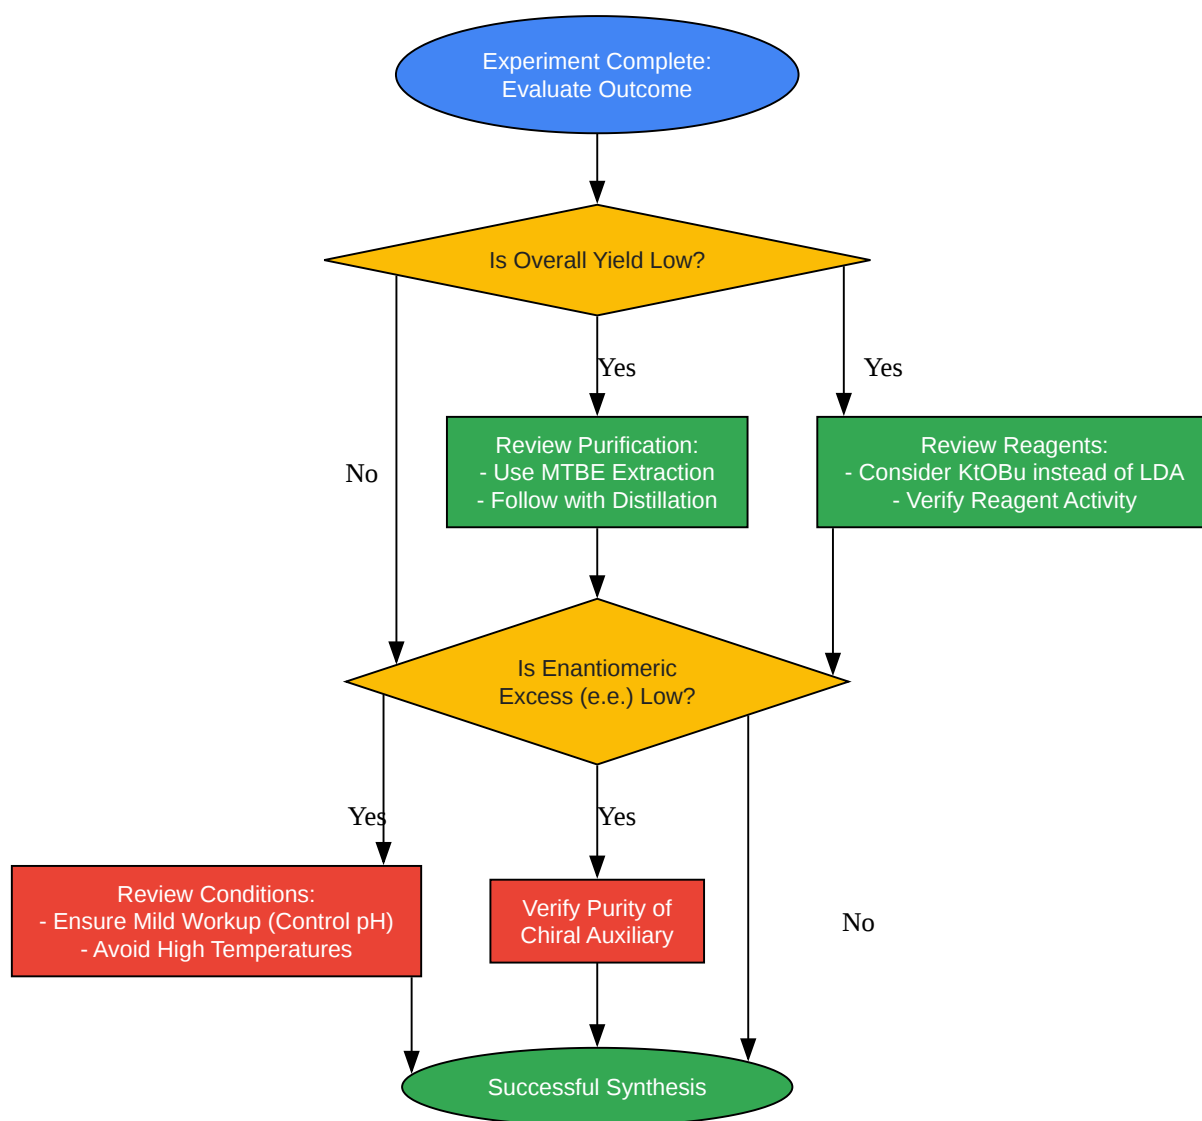 Experiment Complete:
Evaluate Outcome
Is Overall Yield Low?
Yes
Yes
No
Review Purification:
- Use MTBE Extraction
- Follow with Distillation
Review Reagents:
- Consider KtOBu instead of LDA
- Verify Reagent Activity
Is Enantiomeric
Excess (e.e.) Low?
Yes
Yes
No
Review Conditions:
- Ensure Mild Workup (Control pH)
- Avoid High Temperatures
Verify Purity of
Chiral Auxiliary
Successful Synthesis